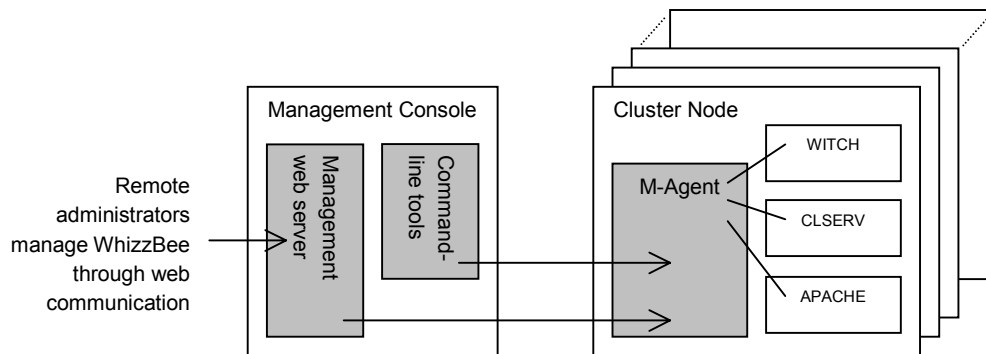 Remote
administrators
manage WhizzBee
through web
communication
Management Console
Management
web server
Command-
line tools
Cluster Node
M-Agent
WITCH
CLSERV
APACHE